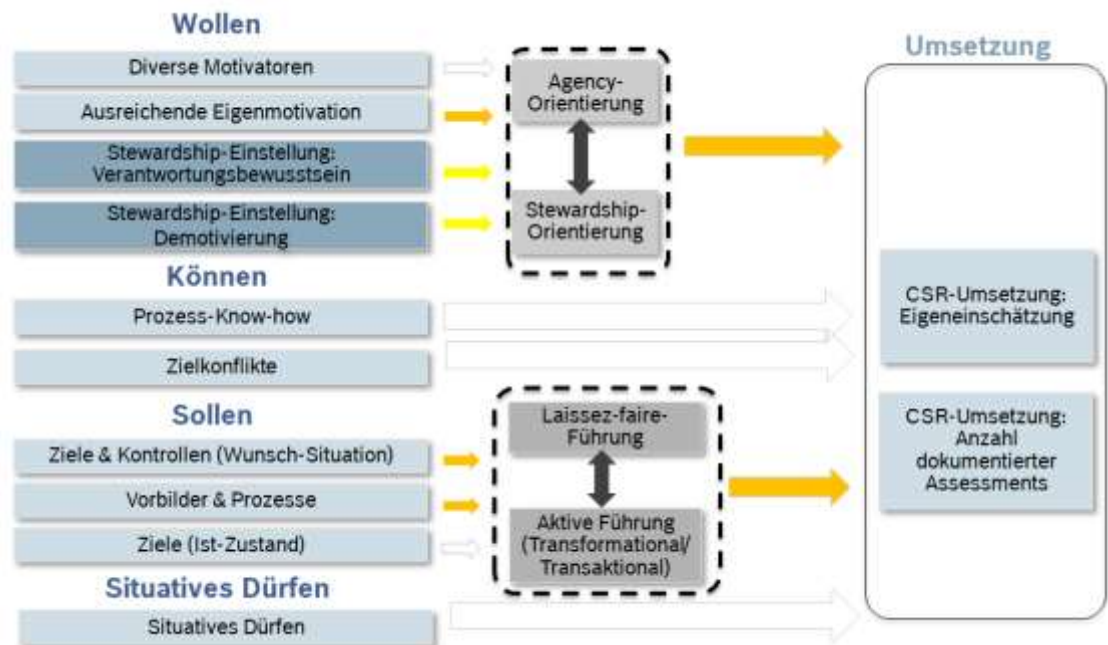 Wollen
Diverse Motivatoren
Ausreichende Eigenmotivation
Stewardship-Einstellung:
Verantwortungsbewusstsein
Stewardship-Einstellung:
Demotivierung
Agency-
Orientierung
Stewardship-
Orientierung
Können
Prozess-Know-how
Zielkonflikte
Sollen
Ziele & Kontrollen (Wunsch-Situation)
Vorbilder & Prozesse
Ziele (Ist-Zustand)
Laissez-faire-
Führung
Aktive Führung
(Transformational/
Transaktional)
Situatives Dürfen
Situatives Dürfen
Umsetzung
CSR-Umsetzung:
Eigeneinschätzung
CSR-Umsetzung:
Anzahl
dokumentierter
Assessments